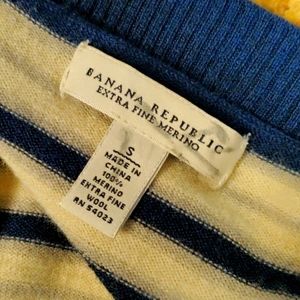 BANANA REPUBLIC
EXTRA FINE MERINO
S
MADE IN
CHINA
100%
MERINO
EXTRA FINE
WOOL
RN 54023